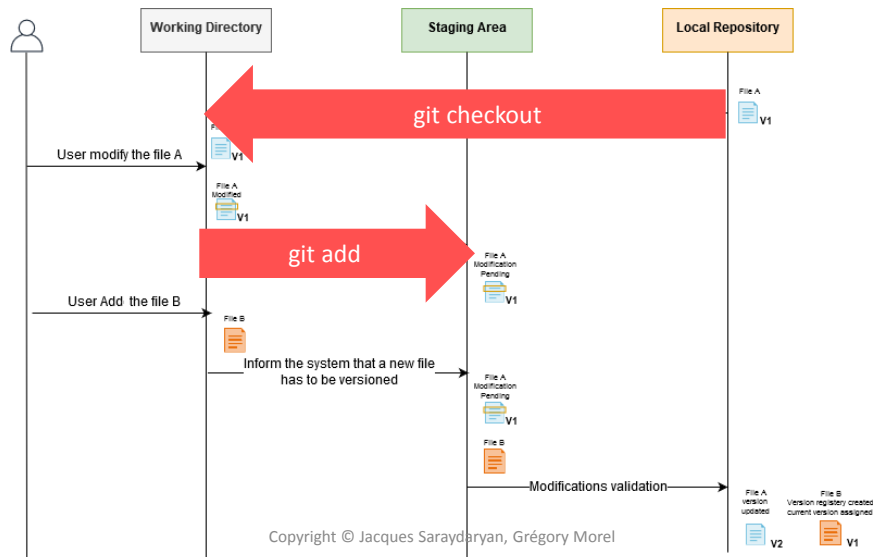 Working Directory
Staging Area
Local Repository
File A
V1
git checkout
V1
User modify the file A
File A
Modified
V1
git add
File A
Modification
Pending
V1
User Add the file B
File B
Inform the system that a new file
has to be versioned
File A
Modification
Pending
V1
File B
Modifications validation
File A
version
updated
V2
File B
Version registery created
current version assigned
V1
Copyright © Jacques Saraydaryan, Grégory Morel